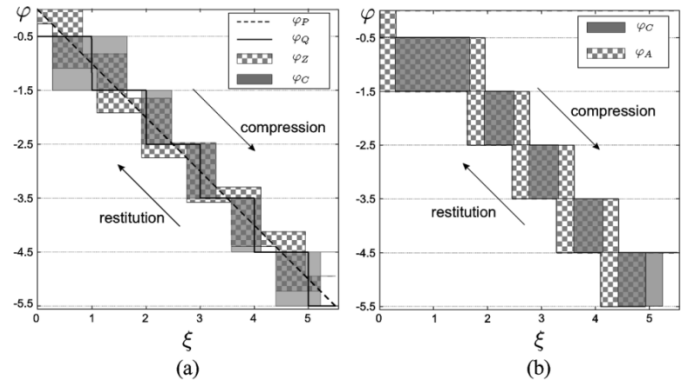 φ
-0.5
-1.5
-2.5
-3.5
-4.5
-5.5
0 1 2 3 4 5
ξ
φP
φQ
φZ
φC
compression
restitution
(a)
φ
-0.5
-1.5
-2.5
-3.5
-4.5
-5.5
0 1 2 3 4 5
ξ
φC
φA
compression
restitution
(b)